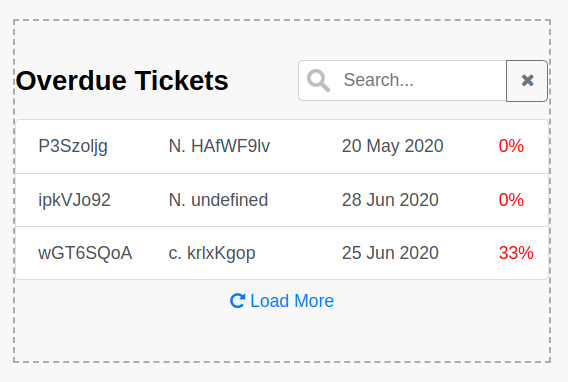 Overdue Tickets Search...
P3Szoljg N. HAfWF9lv 20 May 2020 0%
ipkVJo92 N. undefined 28 Jun 2020 0%
wGT6SQoA c. krlxKgop 25 Jun 2020 33%
Load More